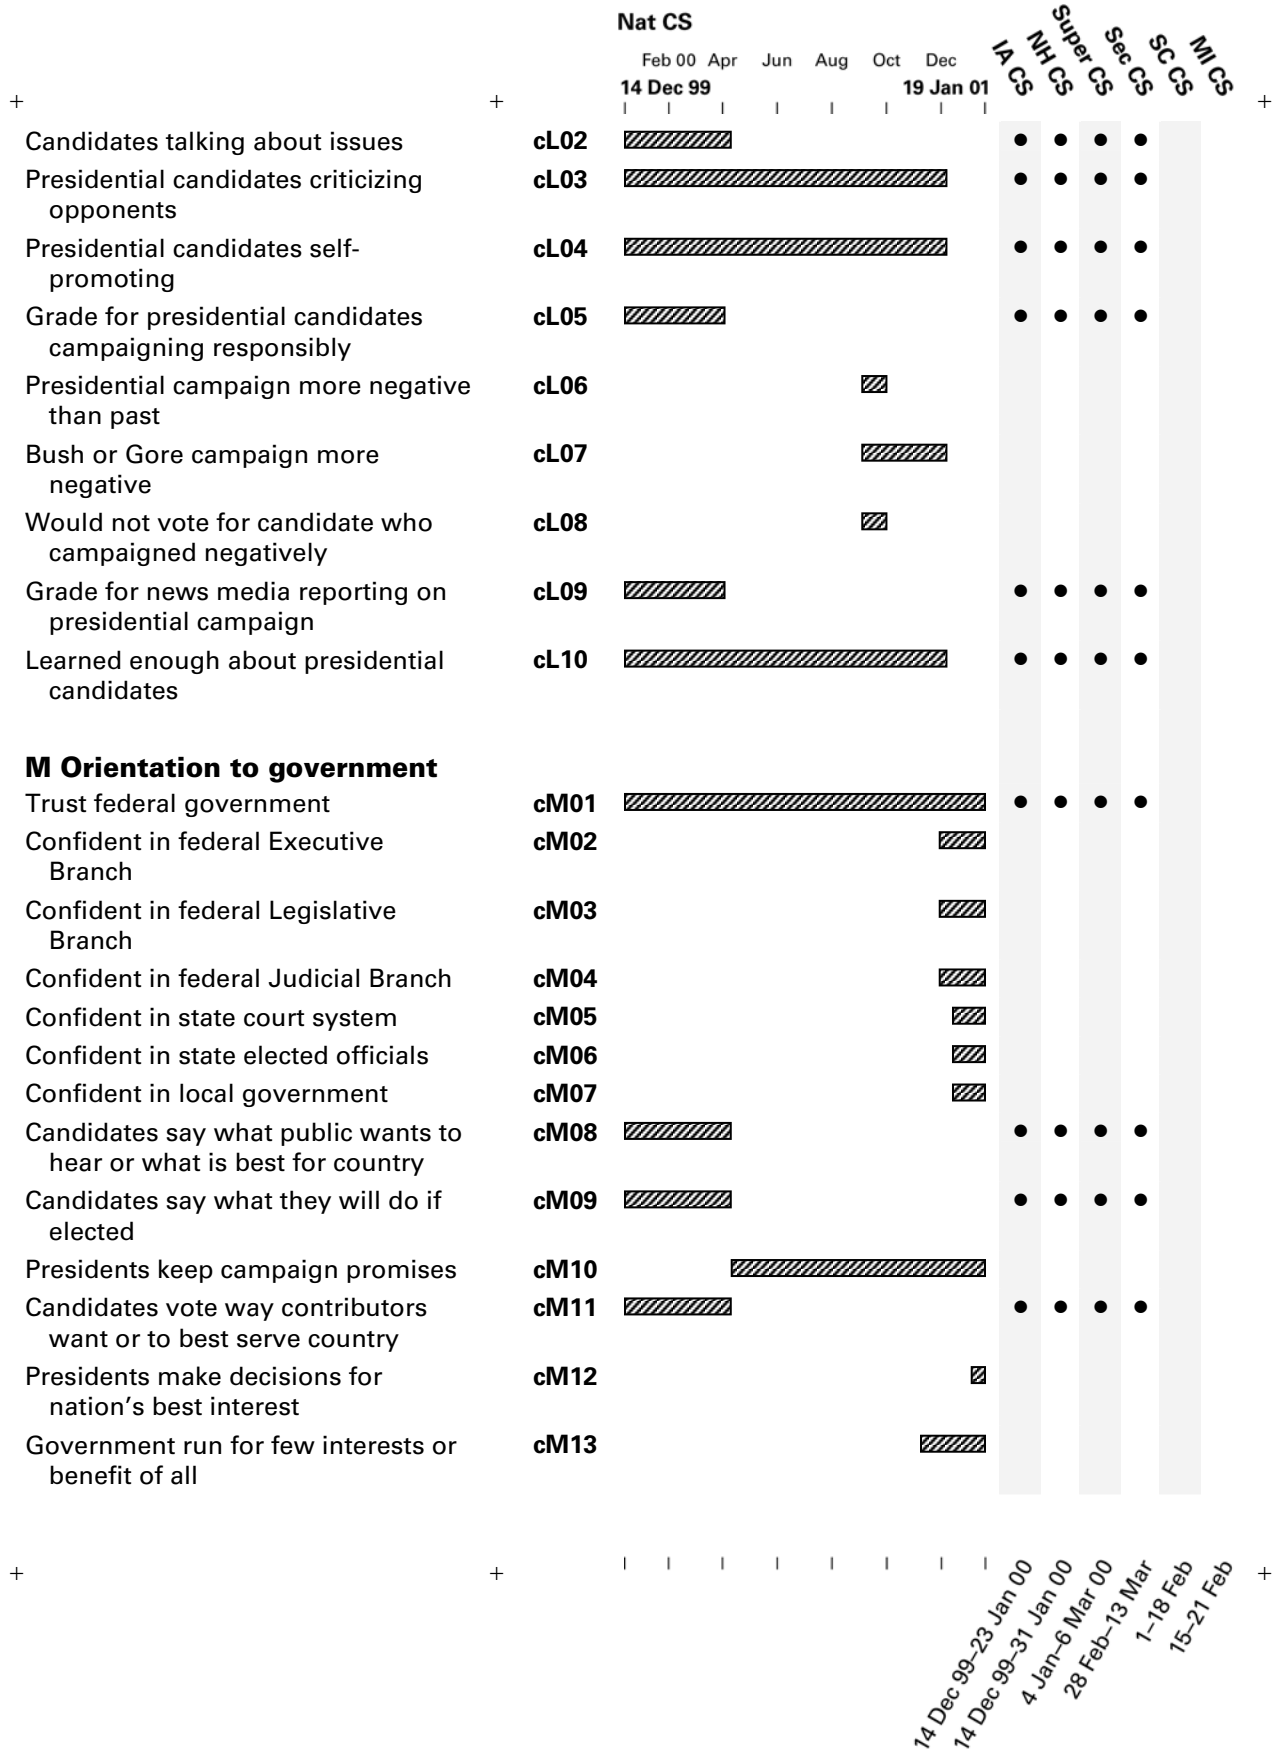 Nat CS
Feb 00 Apr Jun Aug Oct Dec
14 Dec 99 19 Jan 01
IA CS NH CS Super CS Sec CS SC CS MI CS
Candidates talking about issues cL02
Presidential candidates criticizing cL03
opponents
Presidential candidates self- cL04
promoting
Grade for presidential candidates cL05
campaigning responsibly
Presidential campaign more negative cL06
than past
Bush or Gore campaign more cL07
negative
Would not vote for candidate who cL08
campaigned negatively
Grade for news media reporting on cL09
presidential campaign
Learned enough about presidential cL10
candidates
M Orientation to government
Trust federal government cM01
Confident in federal Executive cM02
Branch
Confident in federal Legislative cM03
Branch
Confident in federal Judicial Branch cM04
Confident in state court system cM05
Confident in state elected officials cM06
Confident in local government cM07
Candidates say what public wants to cM08
hear or what is best for country
Candidates say what they will do if cM09
elected
Presidents keep campaign promises cM10
Candidates vote way contributors cM11
want or to best serve country
Presidents make decisions for cM12
nation's best interest
Government run for few interests or cM13
benefit of all
14 Dec 99–23 Jan 00
14 Dec 99–31 Jan 00
4 Jan–6 Mar 00
28 Feb–13 Mar
1–18 Feb
15–21 Feb